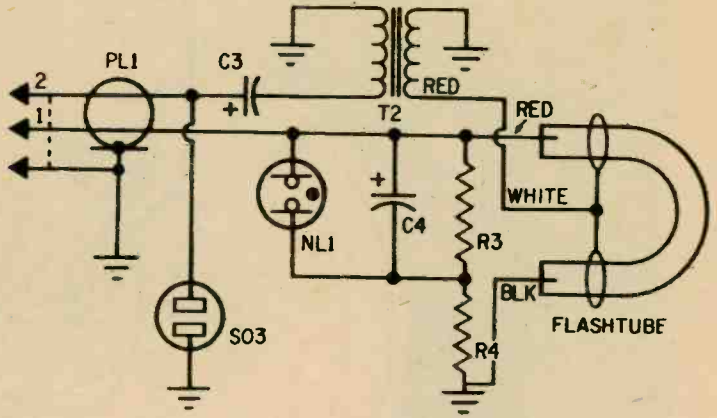 PL1
2
1
C3
+
T2
RED
RED
WHITE
+
C4
NL1
R3
BLK
SO3
R4
FLASHTUBE